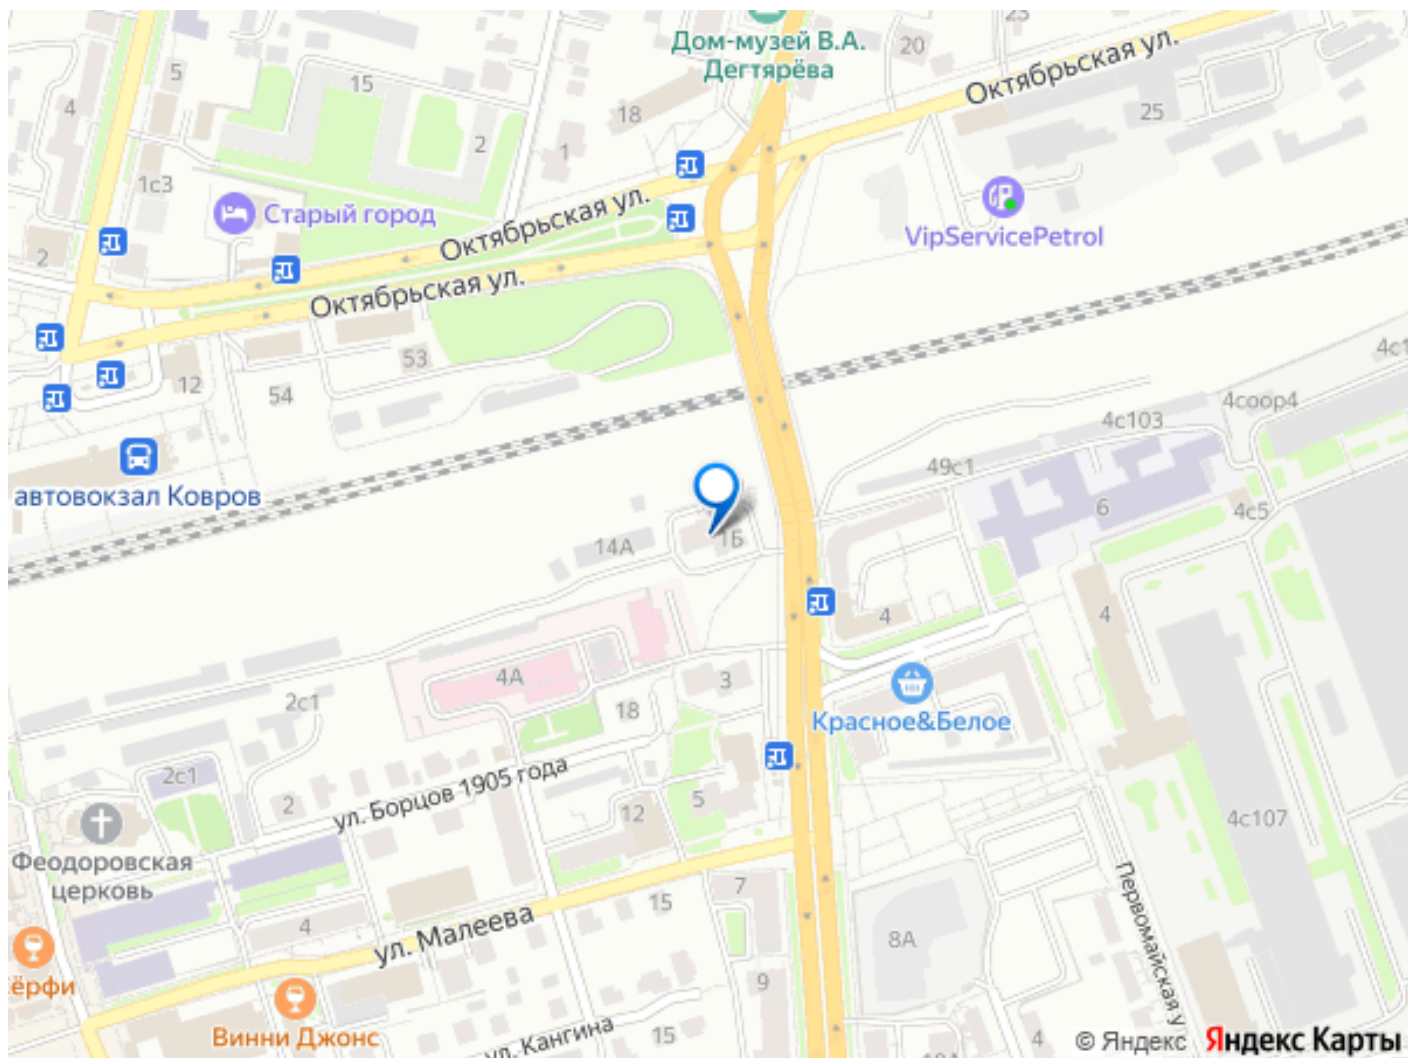 Дом-музей В.А.
Дегтярёва
20
Октябрьская ул.
5
15
4
18
25
2
1
1с3
Старый город
Октябрьская ул.
VipServicePetrol
2
Октябрьская ул.
53
12
54
4с1
4соор4
4с103
49с1
автовокзал Ковров
6
4с5
14А
1Б
4
4
4А
3
2с1
18
Красное&Белое
2с1
ул. Борцов 1905 года
2
12
5
4с107
Феодоровская
церковь
7
15
Первомайская у
4
ул. Малеева
8А
ёрфи
9
Винни Джонс
ул. Кангина
15
4
© Яндекс Яндекс Карты